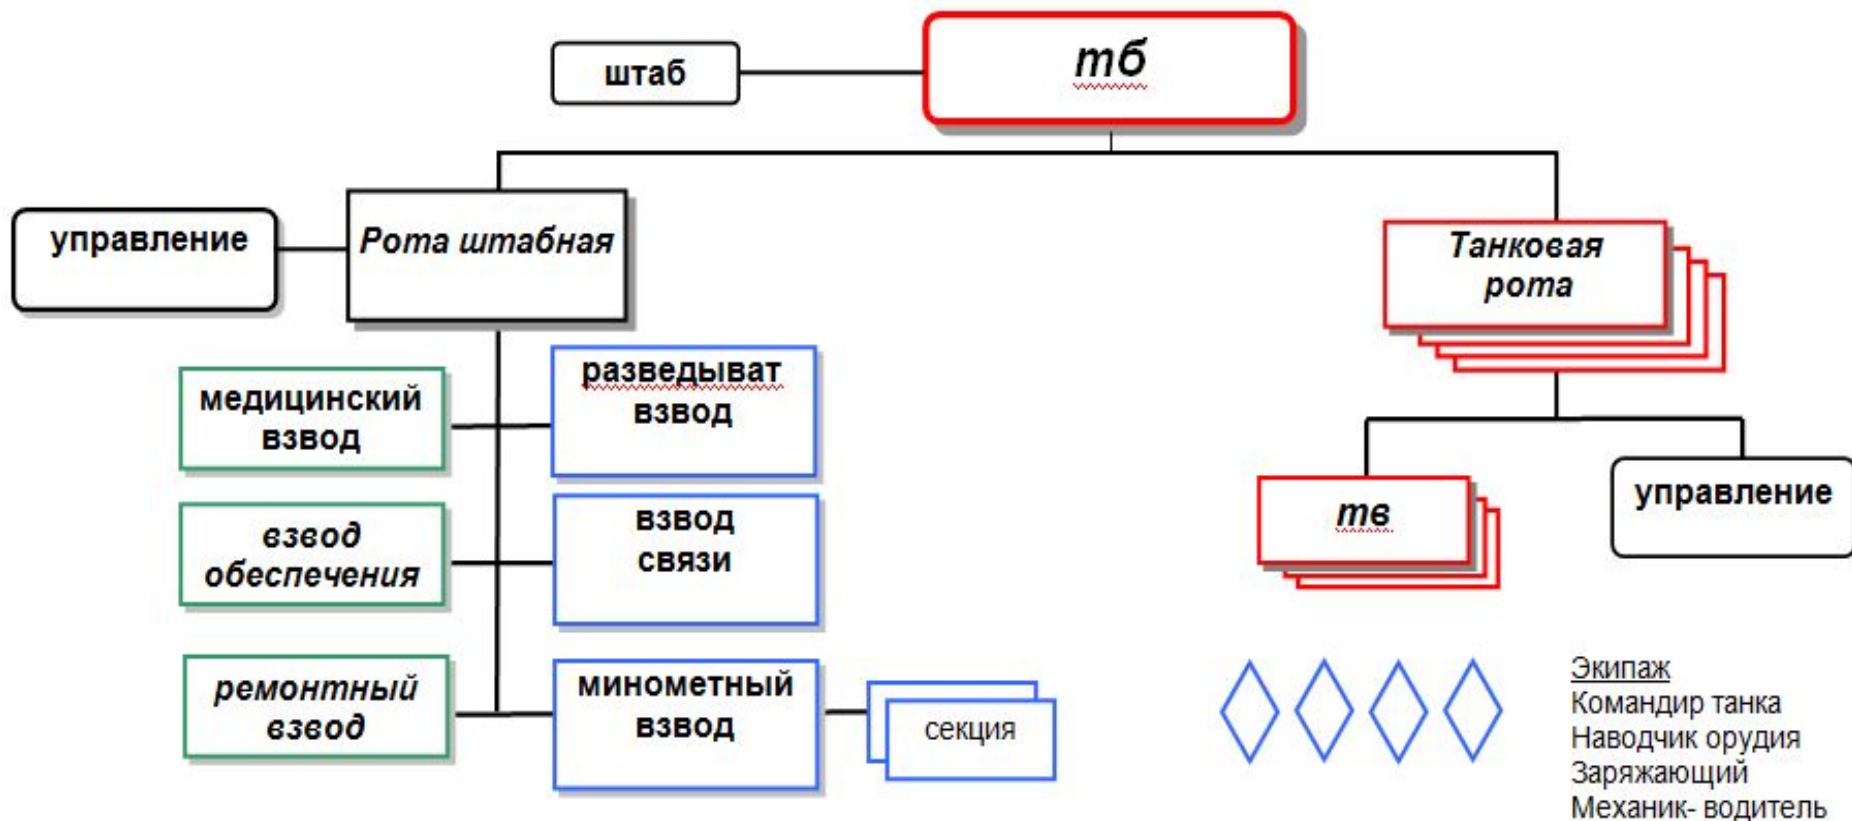 штаб
тб
управление
Рота штабная
Танковая
рота
медицинский
взвод
разведыват
взвод
тв
управление
взвод
обеспечения
взвод
связи
ремонтный
взвод
минометный
взвод
секция
Экипаж
Командир танка
Наводчик орудия
Заряжающий
Механик- водитель